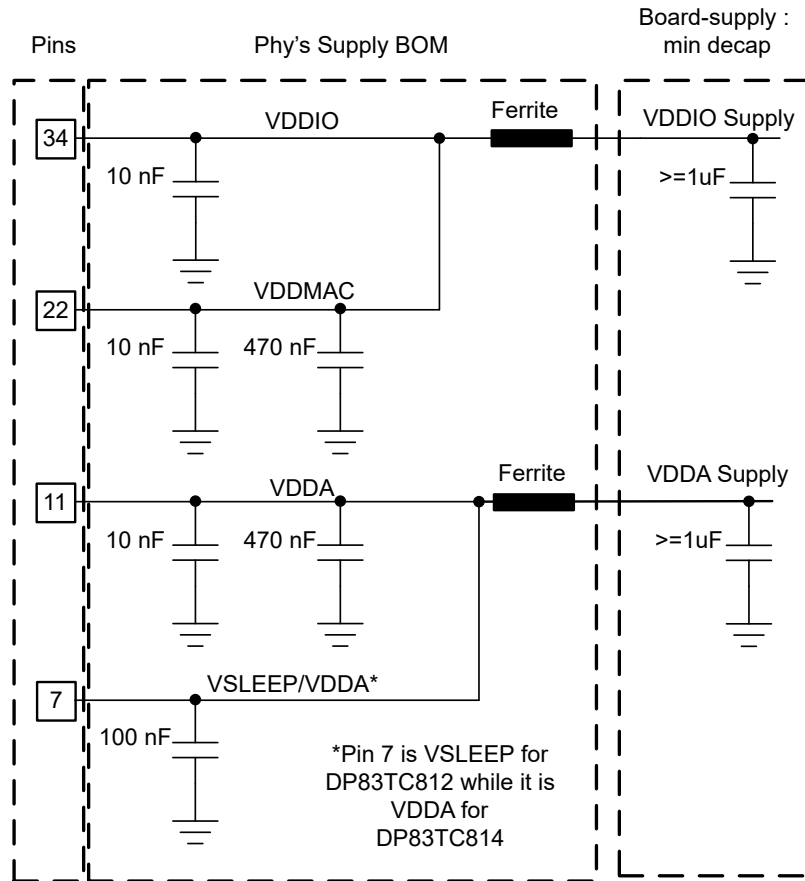 Board-supply :
min decap
Pins
Phy's Supply BOM
34
VDDIO
Ferrite
VDDIO Supply
10 nF
>=1uF
22
VDDMAC
10 nF
470 nF
11
VDDA
Ferrite
VDDA Supply
10 nF
470 nF
>=1uF
7
VSLEEP/VDDA*
100 nF
*Pin 7 is VSLEEP for
DP83TC812 while it is
VDDA for
DP83TC814